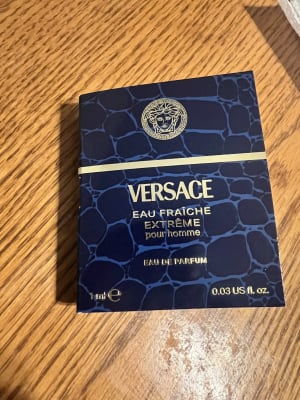 VERSACE
EAU FRAÎCHE
EXTRÊME
pour homme
EAU DE PARFUM
1 ml ℮ 0.03 US fl. oz.